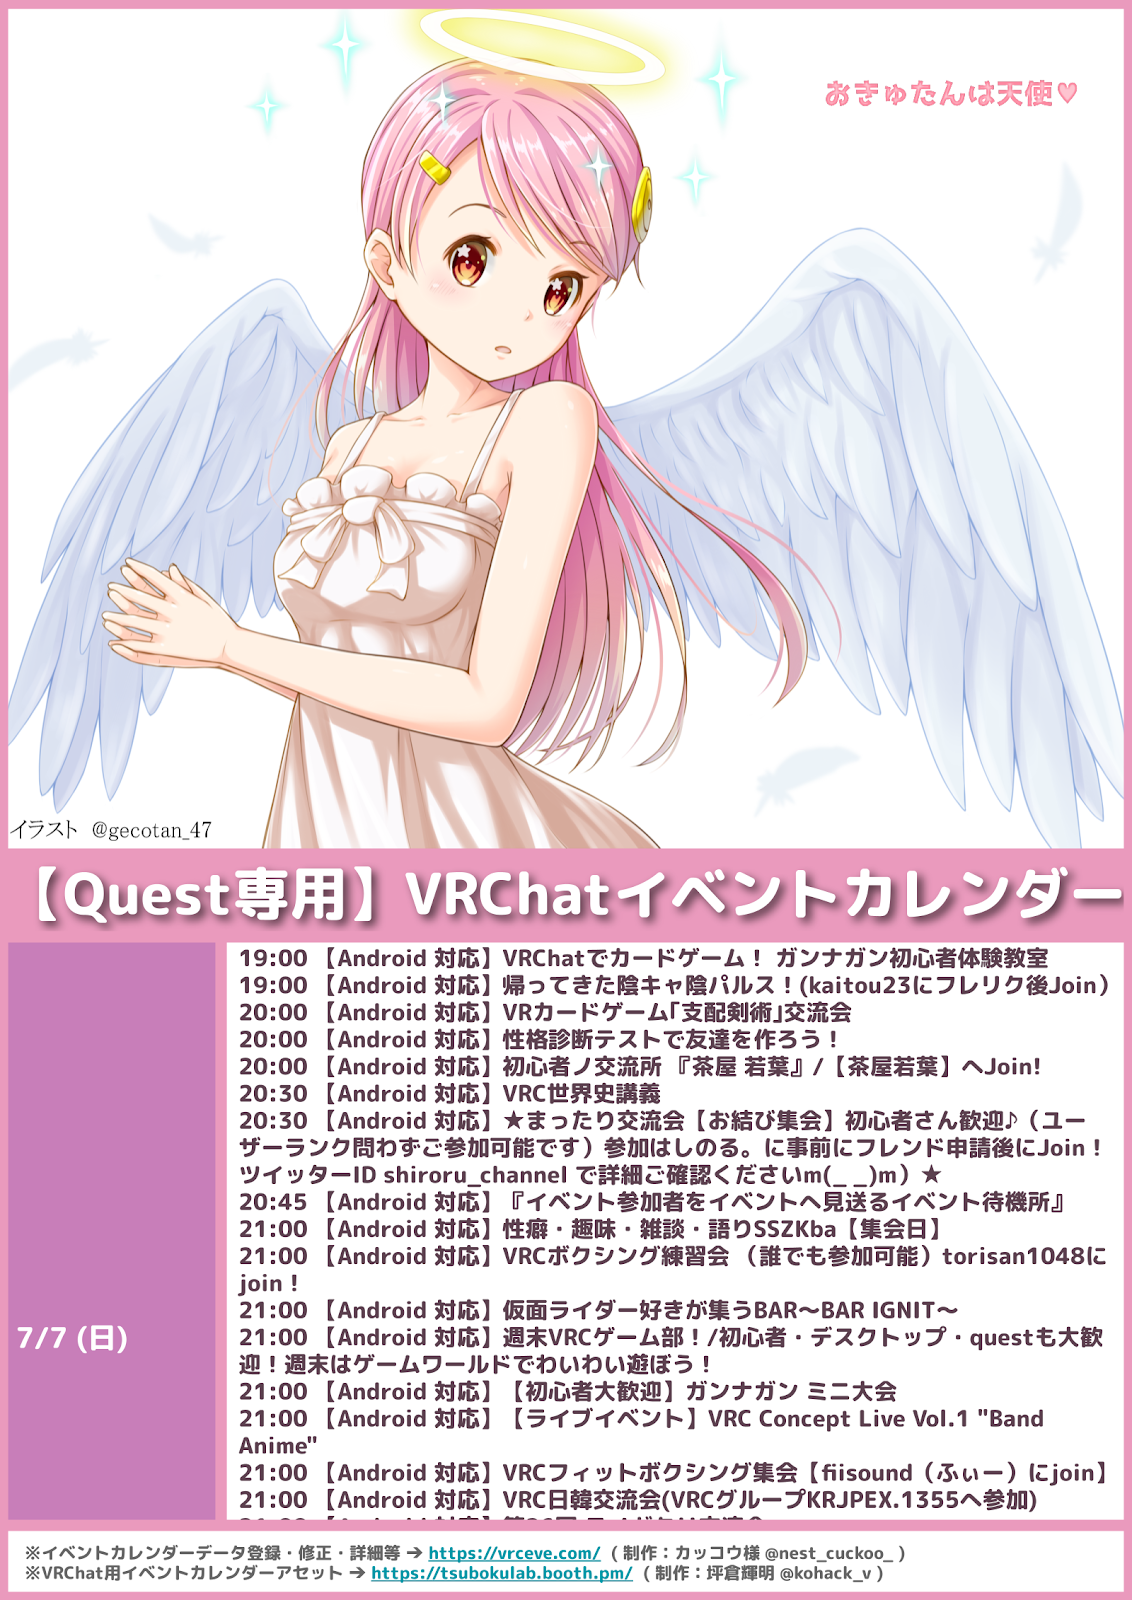 おきゅたんは天使♥
イラスト @gecotan_47
【Quest専用】VRChatイベントカレンダー
7/7 (日)
19:00 【Android 対応】VRChatでカードゲーム！ ガンナガン初心者体験教室
19:00 【Android 対応】帰ってきた陰キャ陰パルス！(kaitou23にフレリク後Join）
20:00 【Android 対応】VRカードゲーム「支配剣術」交流会
20:00 【Android 対応】性格診断テストで友達を作ろう！
20:00 【Android 対応】初心者ノ交流所 『茶屋 若葉』/【茶屋若葉】へJoin!
20:30 【Android 対応】VRC世界史講義
20:30 【Android 対応】★まったり交流会【お結び集会】初心者さん歓迎♪（ユー
ザーランク問わずご参加可能です）参加はしのる。に事前にフレンド申請後にJoin！
ツイッターID shiroru_channel で詳細ご確認くださいm(_ _)m）★
20:45 【Android 対応】『イベント参加者をイベントへ見送るイベント待機所』
21:00 【Android 対応】性癖・趣味・雑談・語りSSZKba【集会日】
21:00 【Android 対応】VRCボクシング練習会 （誰でも参加可能）torisan1048に
join！
21:00 【Android 対応】仮面ライダー好きが集うBAR～BAR IGNIT～
21:00 【Android 対応】週末VRCゲーム部！/初心者・デスクトップ・questも大歓
迎！週末はゲームワールドでわいわい遊ぼう！
21:00 【Android 対応】【初心者大歓迎】ガンナガン ミニ大会
21:00 【Android 対応】【ライブイベント】VRC Concept Live Vol.1 "Band
Anime"
21:00 【Android 対応】VRCフィットボクシング集会【fiisound（ふぃー）にjoin】
21:00 【Android 対応】VRC日韓交流会(VRCグループKRJPEX.1355へ参加)
※イベントカレンダーデータ登録・修正・詳細等 → https://vrceve.com/ ( 制作：カッコウ様 @nest_cuckoo_ )
※VRChat用イベントカレンダーアセット → https://tsubokulab.booth.pm/ ( 制作：坪倉輝明 @kohack_v )